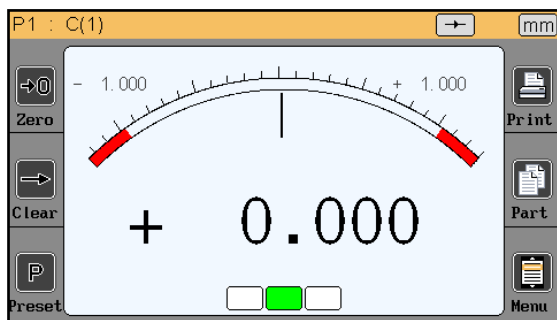 P1 : C(1) mm
- 1.000 + 1.000
→0
Zero
Print
Clear
Part
+ 0.000
P
Preset
Menu